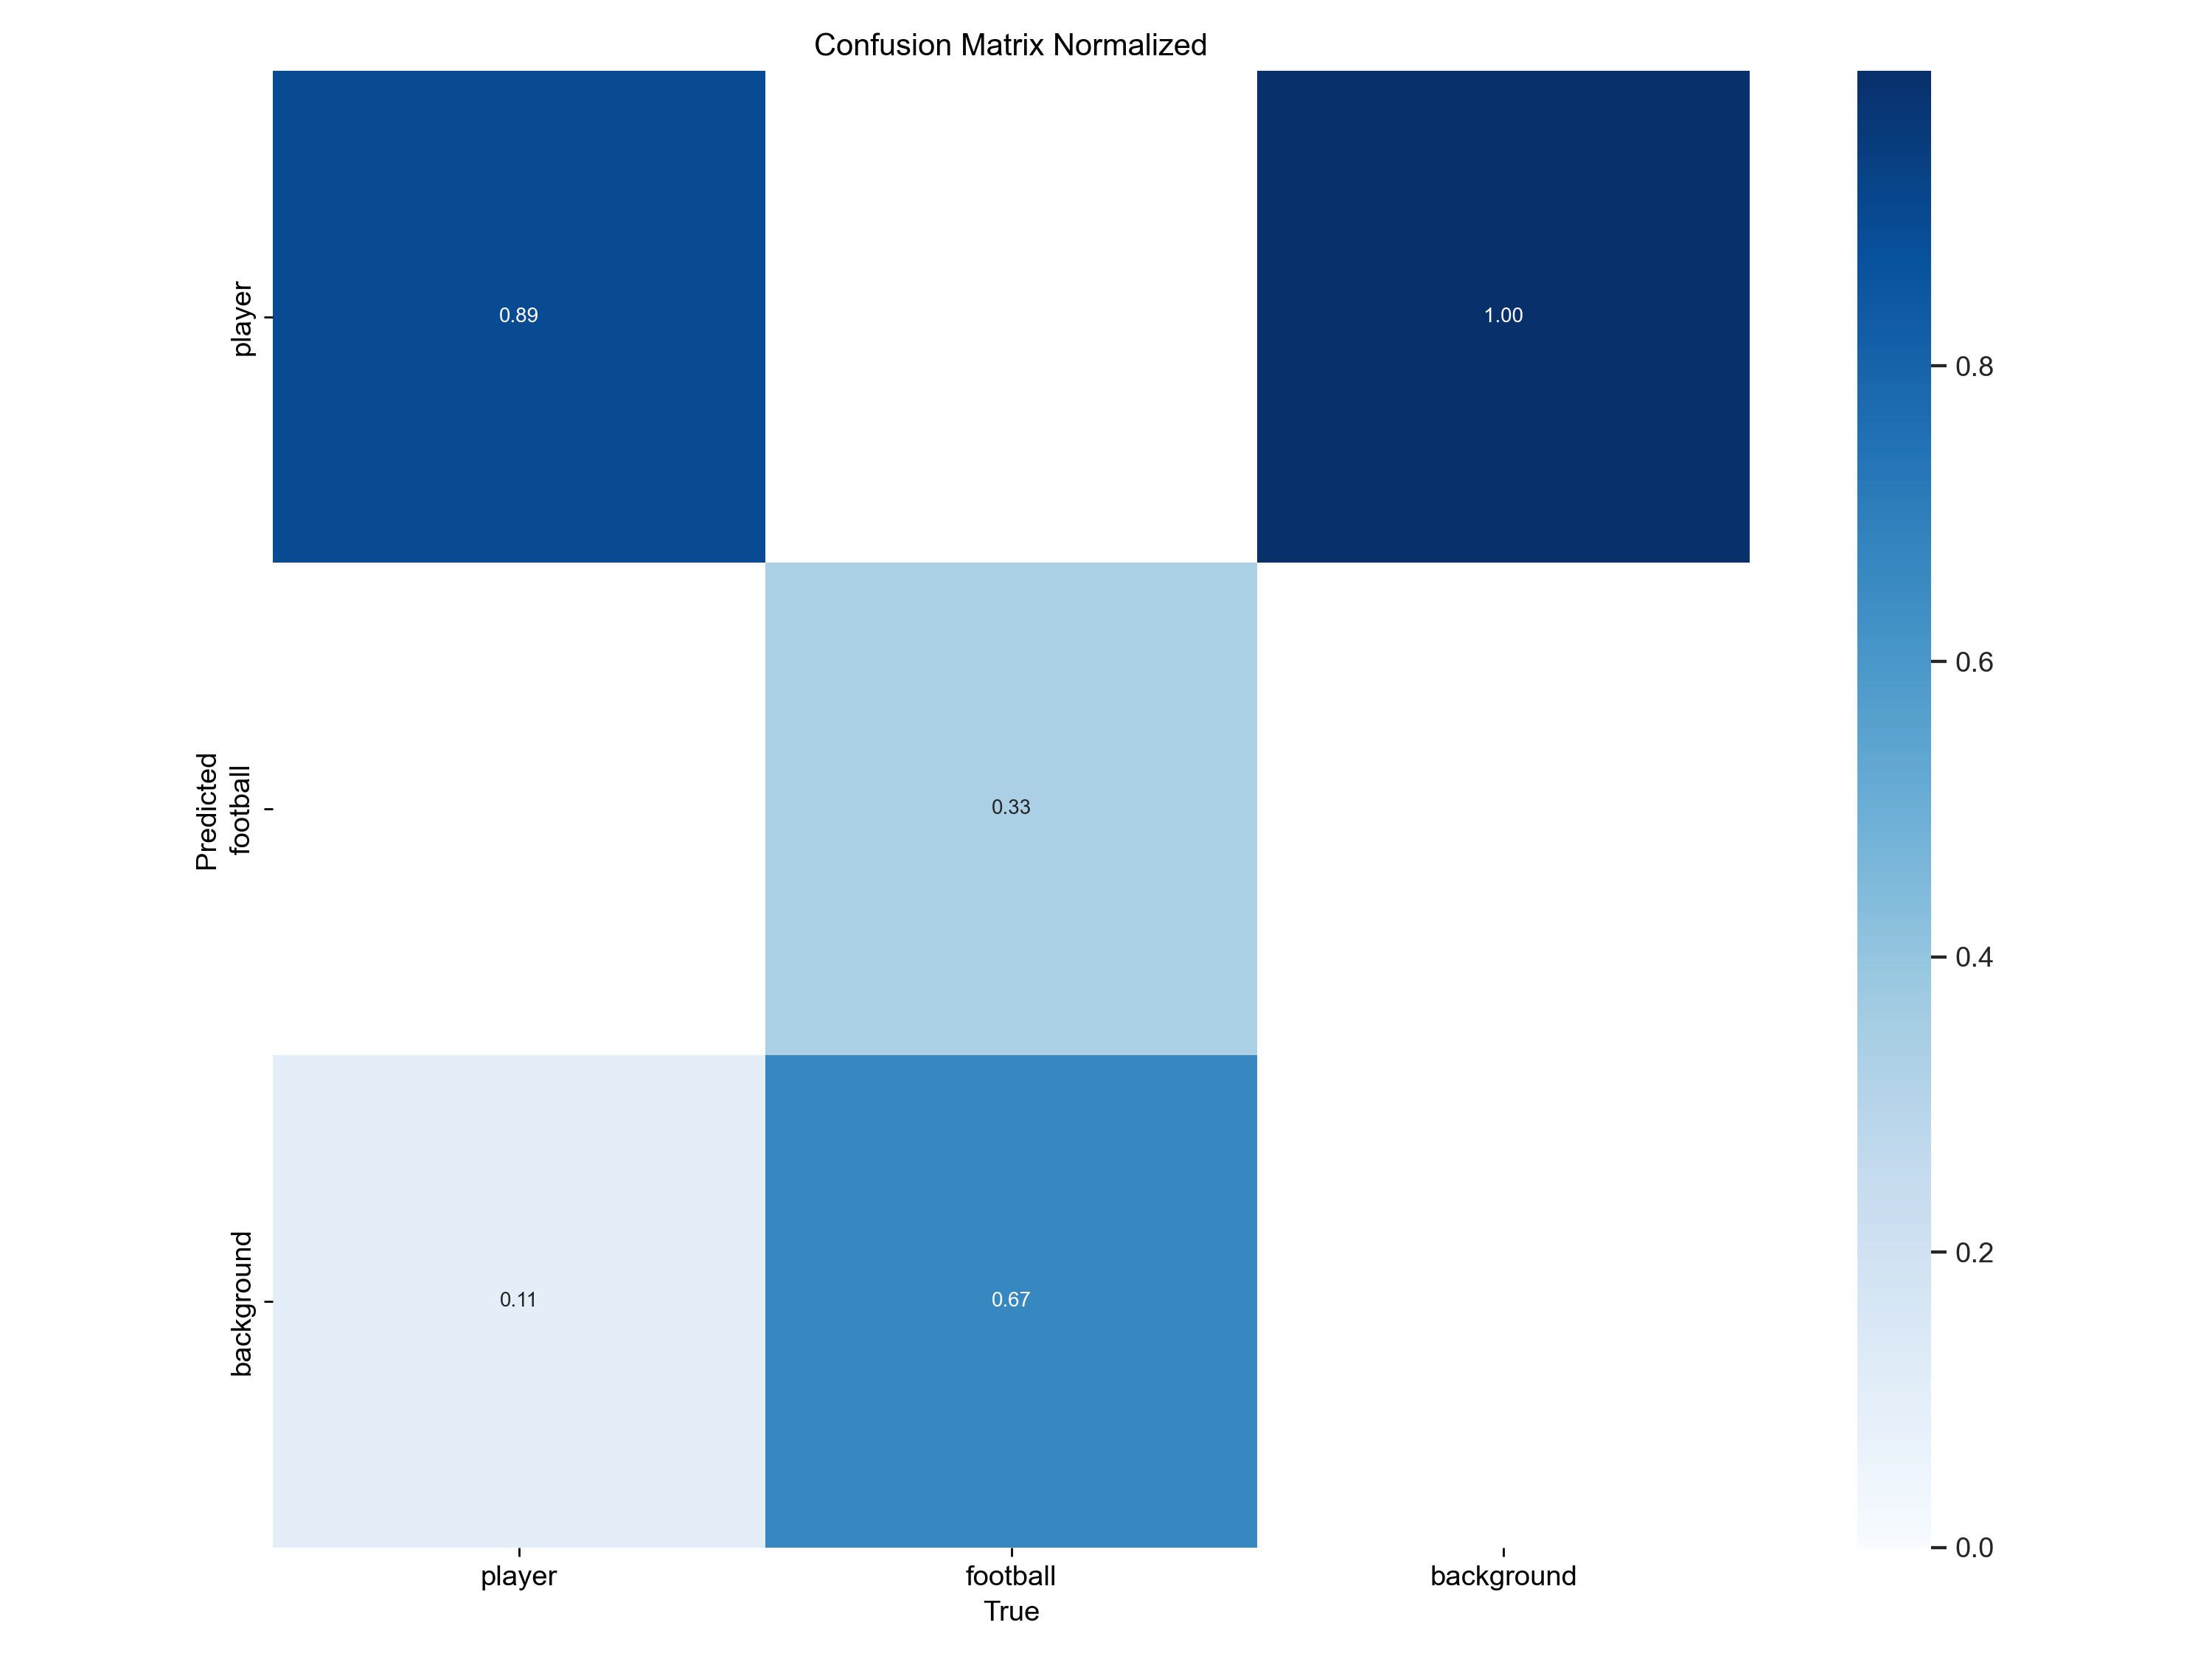 Confusion Matrix Normalized
player
0.89
1.00
0.8
0.6
Predicted
football
0.33
0.4
background
0.11
0.67
0.2
0.0
player
football
background
True